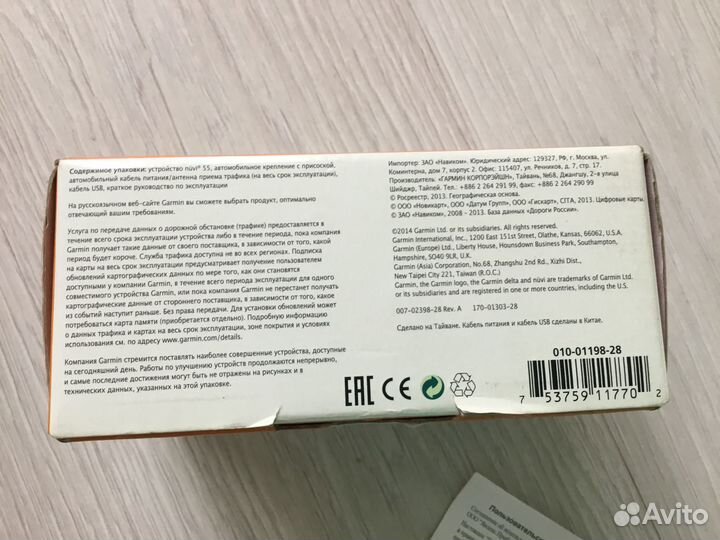 Содержимое упаковки: устройство nüvi® 55, автомобильное крепление с присоской,
автомобильный кабель питания/антенна приема трафика (на весь срок эксплуатации),
кабель USB, краткое руководство по эксплуатации
На русскоязычном веб-сайте Garmin вы сможете выбрать продукт, оптимально
отвечающий вашим требованиям.
Услуга по передаче данных о дорожной обстановке (трафике) предоставляется в
течение всего срока эксплуатации устройства либо в течение периода, пока компания
Garmin получает такие данные от своего поставщика, в зависимости от того, какой
период будет короче. Служба трафика доступна не во всех регионах. Подписка
на карты на весь срок эксплуатации предусматривает получение пользователем
обновлений картографических данных по мере того, как они становятся
доступными у компании Garmin, в течение всего периода эксплуатации для одного
совместимого устройства Garmin, или пока компания Garmin не перестанет получать
картографические данные от стороннего поставщика, в зависимости от того, какое
из событий наступит раньше. Без права передачи. Для установки обновлений может
потребоваться карта памяти (приобретается отдельно). Подробную информацию
о данных трафика и картах на весь срок эксплуатации, зоне покрытия и условиях
использования см. по адресу www.garmin.com/details.
Компания Garmin стремится поставлять наиболее совершенные устройства, доступные
на сегодняшний день. Работы по улучшению устройств продолжаются непрерывно,
и самые последние достижения могут быть не отражены на рисунках и в
технических данных, указанных на этой упаковке.
Импортер: ЗАО «Навиком». Юридический адрес: 129327, РФ, г. Москва, ул.
Коминтерна, дом 7, корпус 2. Офис: 115407, ул. Речников, д. 7, стр. 17.
Производитель: «ГАРМИН КОРПОРЭЙШН», Тайвань, №68, Джангшу, 2-я улица
Шийджр, Тайпей. Тел. +886 2 264 291 99, факс: +886 2 264 290 99
© Росреестр, 2013. Географическая основа.
© ООО «Новикарт», ООО «Датум Групп», ООО «Гискарт», CГГА, 2013. Цифровые карты.
© ЗАО «Навиком», 2008 - 2013. База данных «Дороги России».
©2014 Garmin Ltd. or its subsidiaries. All rights reserved.
Garmin International, Inc., 1200 East 151st Street, Olathe, Kansas, 66062, U.S.A.
Garmin (Europe) Ltd., Liberty House, Hounsdown Business Park, Southampton,
Hampshire, SO40 9LR, U.K.
Garmin (Asia) Corporation, No.68, Zhangshu 2nd Rd., Xizhi Dist.,
New Taipei City 221, Taiwan (R.O.C.)
Garmin, the Garmin logo, the Garmin delta and nüvi are trademarks of Garmin Ltd.
or its subsidiaries and are registered in one or more countries, including the U.S.
007-02398-28 Rev. A 170-01303-28
Сделано на Тайване. Кабель питания и кабель USB сделаны в Китае.
010-01198-28
7 53759 11770 2
EAC CE
Пользовательс
Соглашение об
ООО
Avito